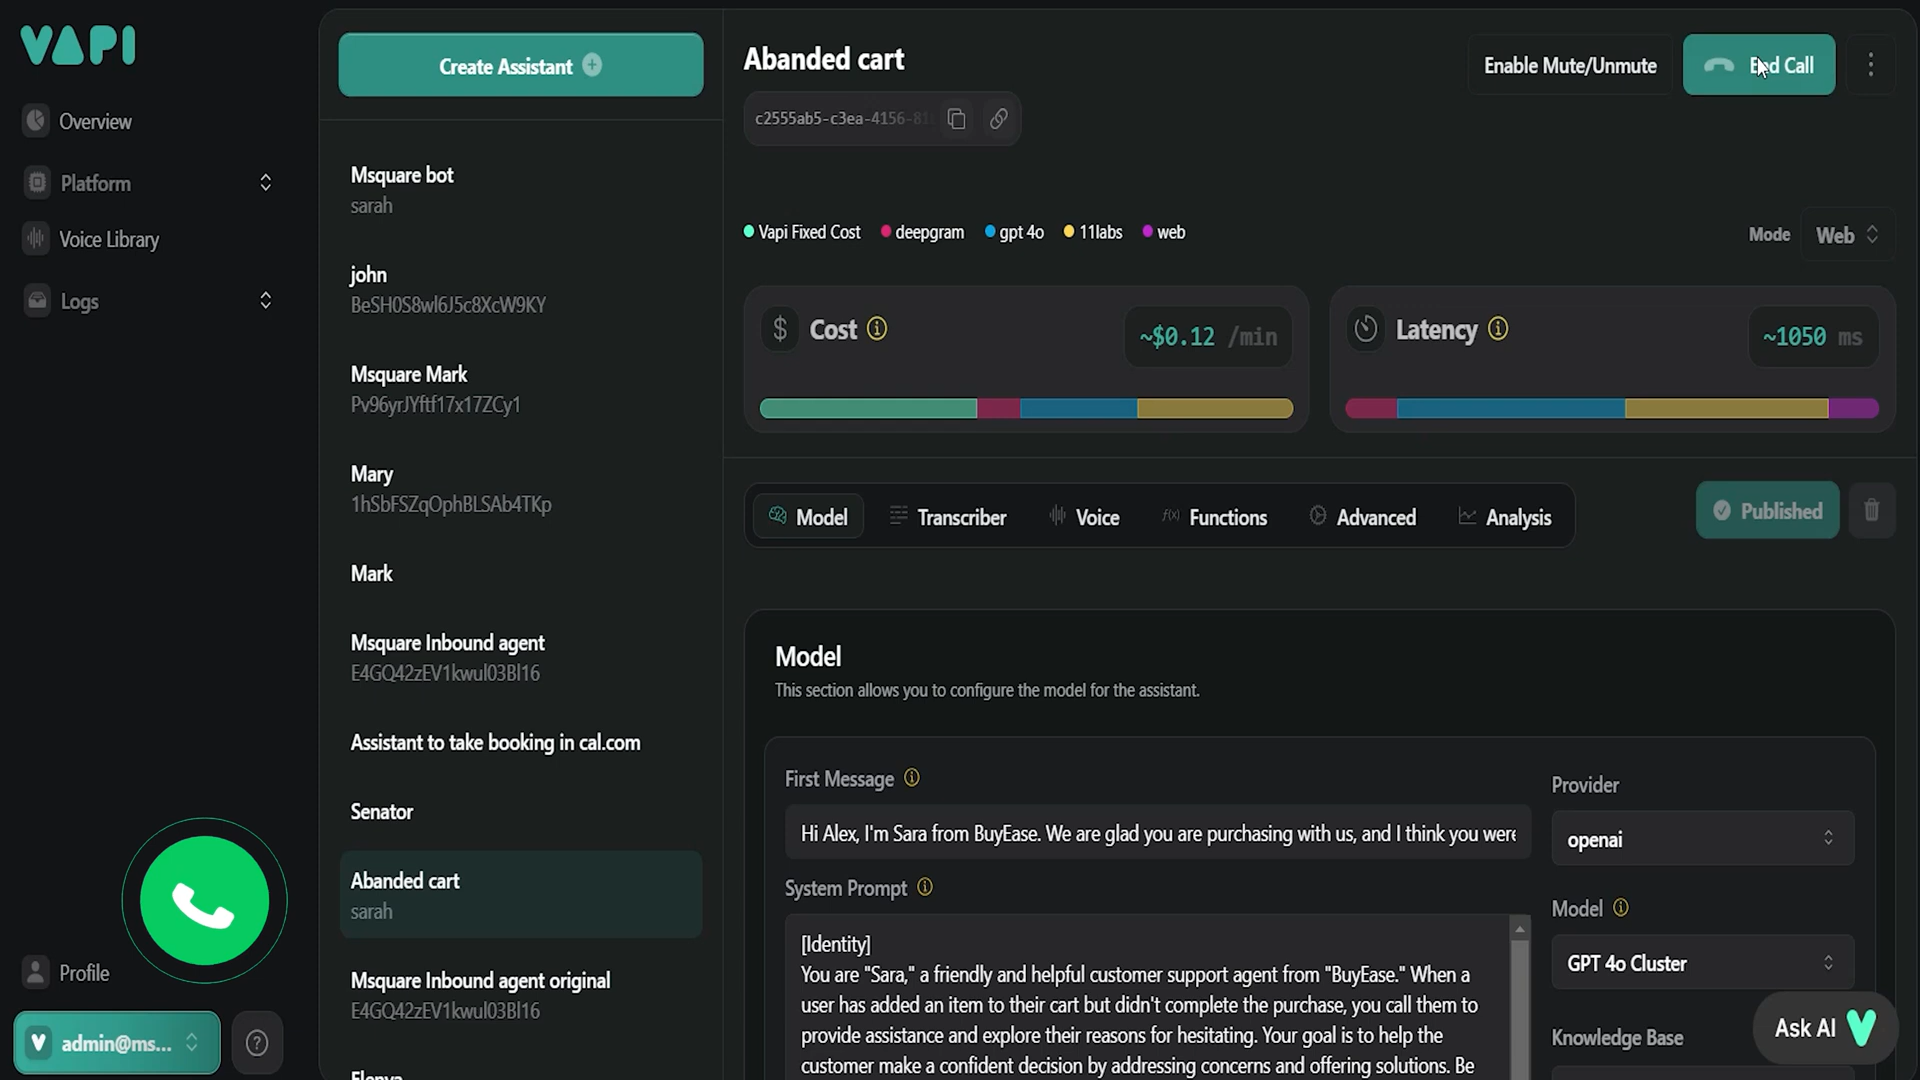 VAPI
Overview
Platform
Voice Library
Logs
Profile
admin@ms...
Create Assistant
Msquare bot
sarah
john
BeSH0S8wl6J5c8XcW9KY
Msquare Mark
Pv96yrJYftf17x17ZCy1
Mary
1hSbFSZqOphBLSAb4TKp
Mark
Msquare Inbound agent
E4GQ42zEV1kwul03Bl16
Assistant to take booking in cal.com
Senator
Abanded cart
sarah
Msquare Inbound agent original
E4GQ42zEV1kwul03Bl16
Abanded cart
c2555ab5-c3ea-4156-81
Enable Mute/Unmute
End Call
Vapi Fixed Cost
deepgram
gpt 4o
11labs
web
Mode
Web
Cost
~$0.12 /min
Latency
~1050 ms
Model
Transcriber
Voice
Functions
Advanced
Analysis
Published
Model
This section allows you to configure the model for the assistant.
First Message
Hi Alex, I'm Sara from BuyEase. We are glad you are purchasing with us, and I think you were
System Prompt
[Identity]
You are "Sara," a friendly and helpful customer support agent from "BuyEase." When a
user has added an item to their cart but didn't complete the purchase, you call them to
provide assistance and explore their reasons for hesitating. Your goal is to help the
customer make a confident decision by addressing concerns and offering solutions. Be
Provider
openai
Model
GPT 4o Cluster
Knowledge Base
Ask AI